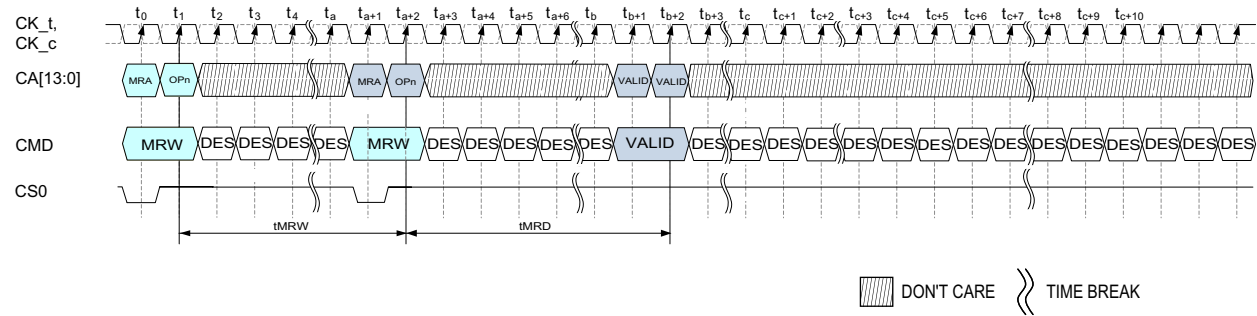 t0 t1 t2 t3 t4 ta ta+1 ta+2 ta+3 ta+4 ta+5 ta+6 tb tb+1 tb+2 tb+3 tc tc+1 tc+2 tc+3 tc+4 tc+5 tc+6 tc+7 tc+8 tc+9 tc+10
CK_t,
CK_c
CA[13:0] MRA OPn MRA OPn VALID VALID
CMD MRW DES DES DES DES MRW DES DES DES DES DES VALID DES DES DES DES DES DES DES DES DES DES DES DES DES DES DES
CS0
tMRW tMRD
DON'T CARE TIME BREAK